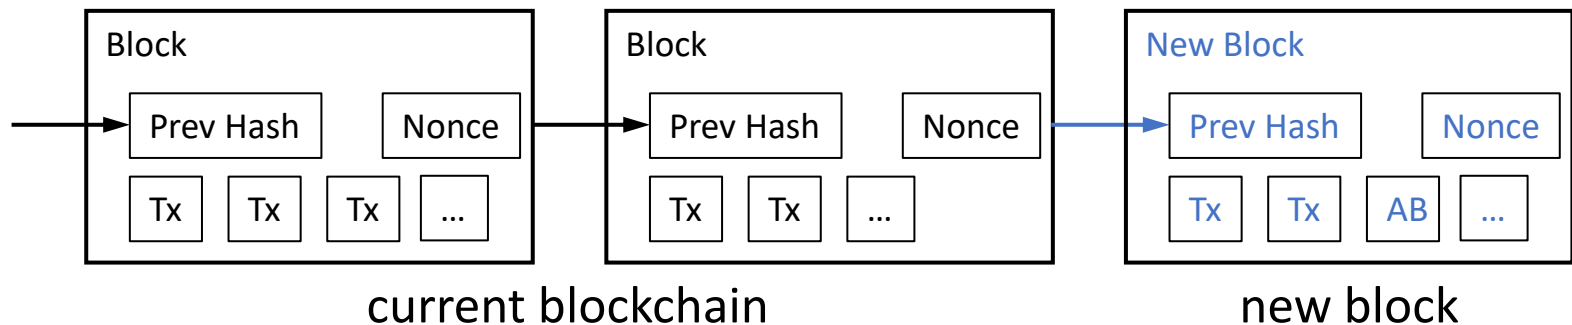 Block Block New Block
Prev Hash Nonce Prev Hash Nonce Prev Hash Nonce
Tx Tx Tx ... Tx Tx ... Tx Tx AB ...
current blockchain new block